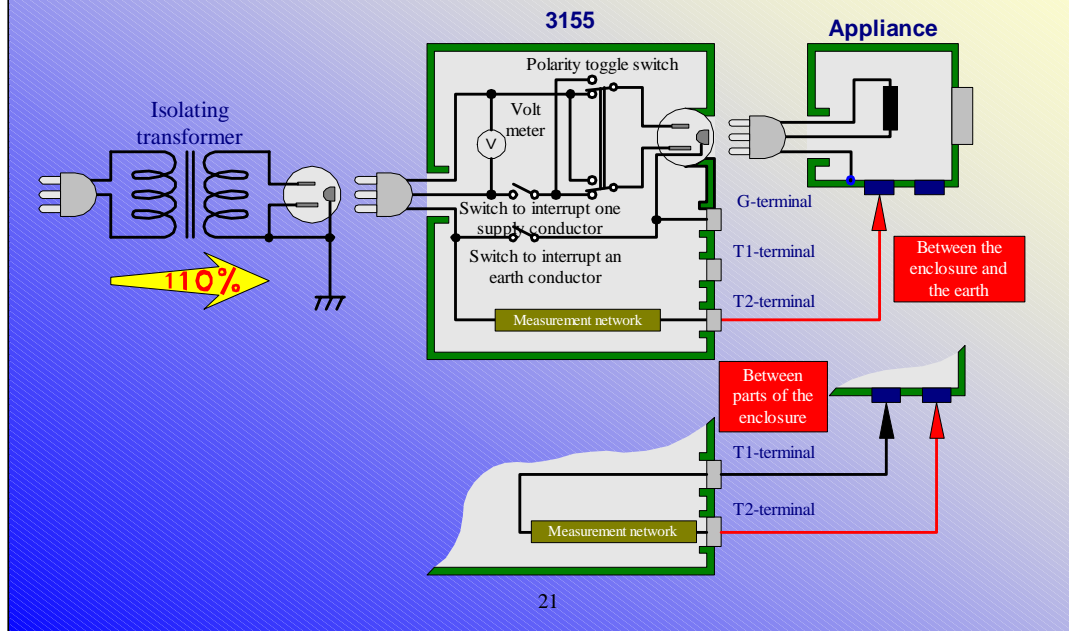 3155
Appliance
Polarity toggle switch
Isolating
transformer
Volt
meter
V
Switch to interrupt one
supply conductor
Switch to interrupt an
earth conductor
G-terminal
T1-terminal
T2-terminal
Between the
enclosure and
the earth
110%
Measurement network
Between
parts of the
enclosure
T1-terminal
T2-terminal
Measurement network
21